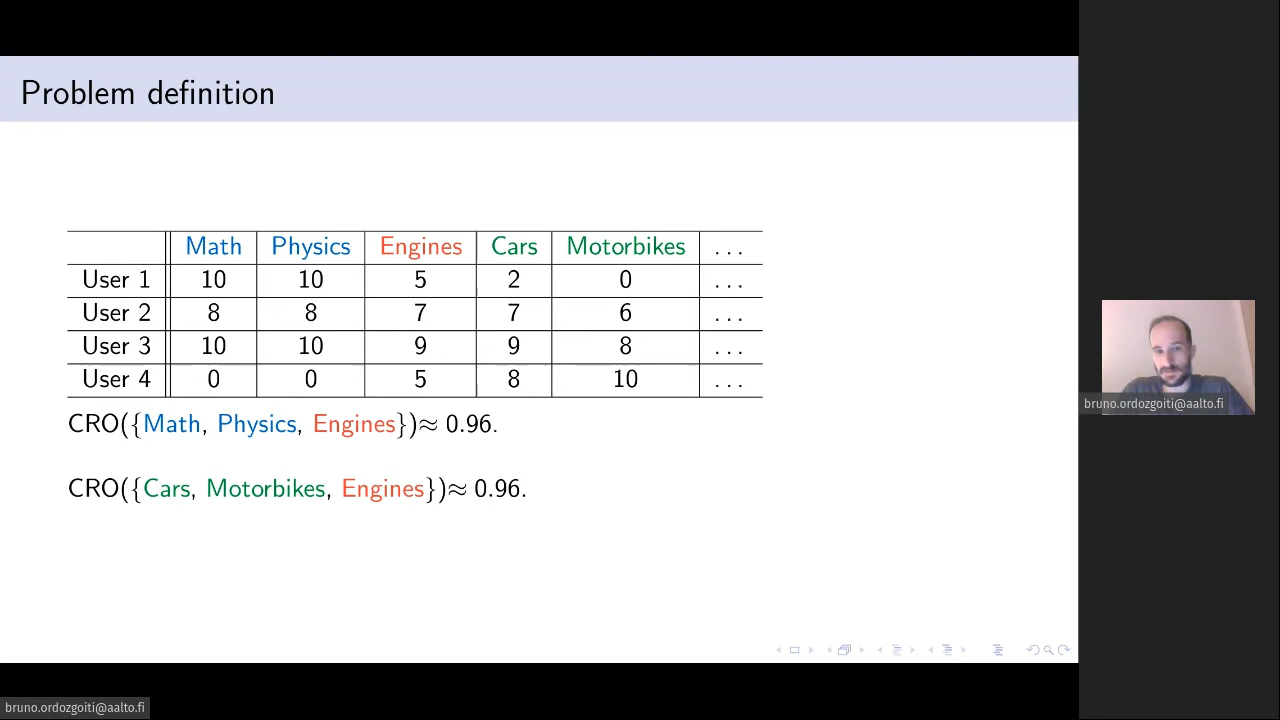 Problem definition
Math Physics Engines Cars Motorbikes ...
User 1 10 10 5 2 0 ...
User 2 8 8 7 7 6 ...
User 3 10 10 9 9 8 ...
User 4 0 0 5 8 10 ...
CRO({Math, Physics, Engines})≈ 0.96.
CRO({Cars, Motorbikes, Engines})≈ 0.96.
bruno.ordozgoiti@aalto.fi
bruno.ordozgoiti@aalto.fi